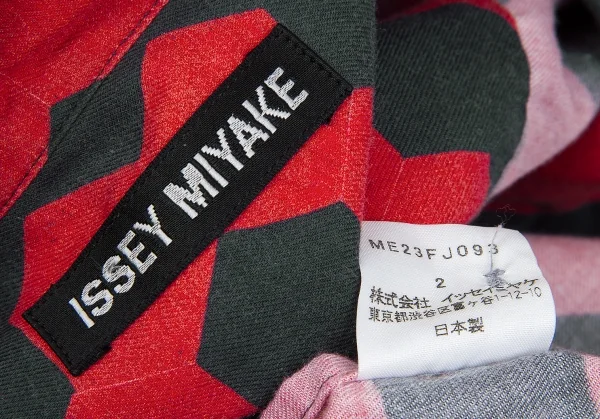 ISSEY MIYAKE
ME23FJ093
2
株式会社 イッセイミヤケ
東京都渋谷区富ヶ谷1-12-10
日本製